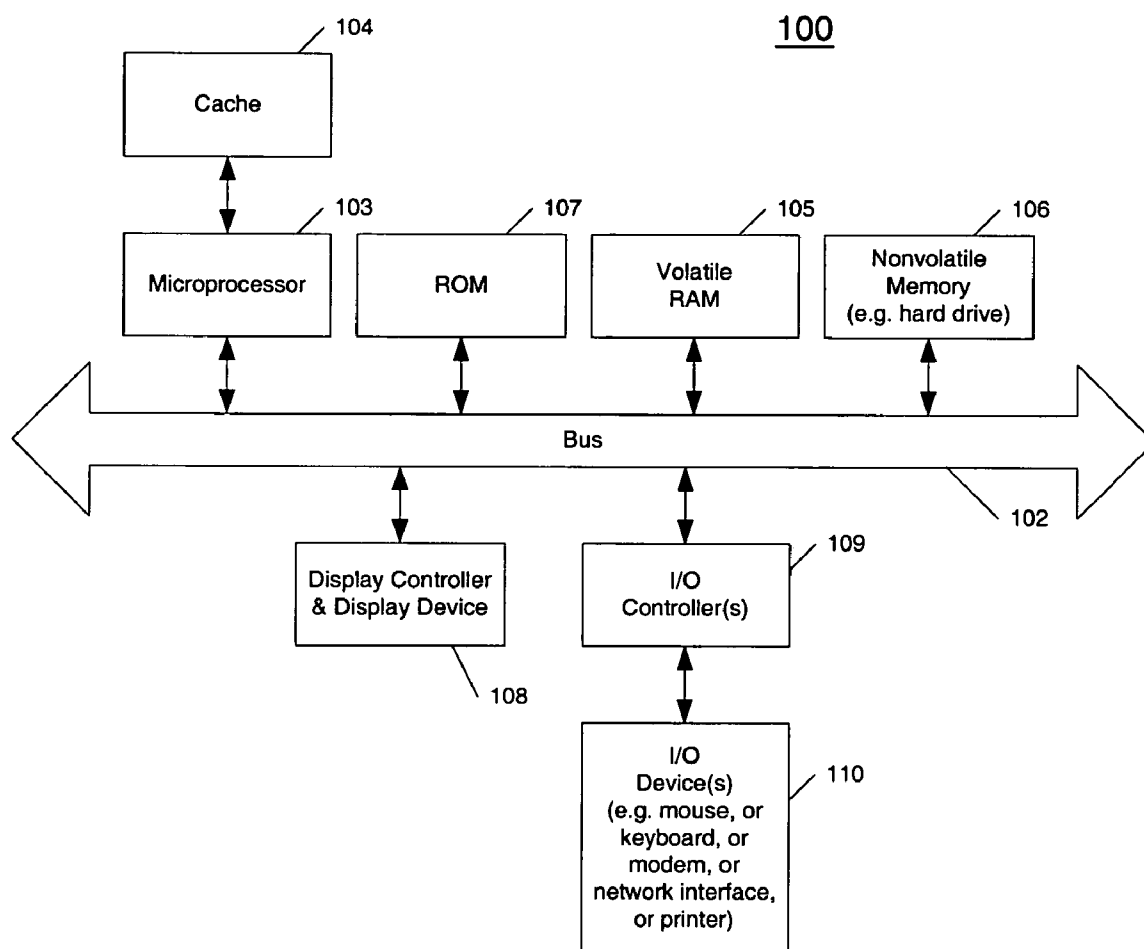 100
104
Cache
103
Microprocessor
107
ROM
105
Volatile
RAM
106
Nonvolatile
Memory
(e.g. hard drive)
Bus
102
Display Controller
& Display Device
108
109
I/O
Controller(s)
110
I/O
Device(s)
(e.g. mouse, or
keyboard, or
modem, or
network interface,
or printer)